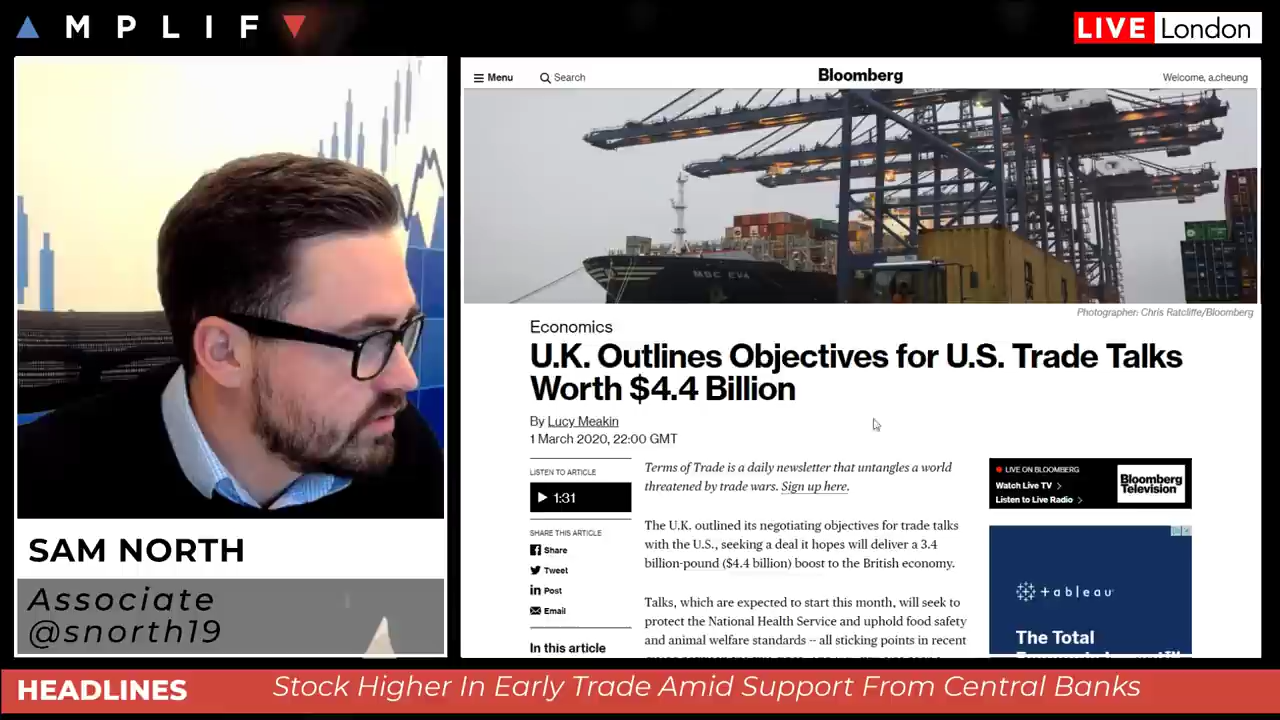 MPLIF
LIVE London
Menu
Search
Bloomberg
Welcome, a.cheung
MSC EVA
Photographer: Chris Ratcliffe/Bloomberg
Economics
U.K. Outlines Objectives for U.S. Trade Talks
Worth $4.4 Billion
By Lucy Meakin
1 March 2020, 22:00 GMT
LISTEN TO ARTICLE
1:31
SHARE THIS ARTICLE
Share
Tweet
Post
Email
In this article
Terms of Trade is a daily newsletter that untangles a world
threatened by trade wars. Sign up here.
The U.K. outlined its negotiating objectives for trade talks
with the U.S., seeking a deal it hopes will deliver a 3.4
billion-pound ($4.4 billion) boost to the British economy.
Talks, which are expected to start this month, will seek to
protect the National Health Service and uphold food safety
and animal welfare standards -- all sticking points in recent
LIVE ON BLOOMBERG
Watch Live TV
Listen to Live Radio
Bloomberg
Television
+ a b l e a u
The Total
SAM NORTH
Associate
@snorth19
HEADLINES
Stock Higher In Early Trade Amid Support From Central Banks